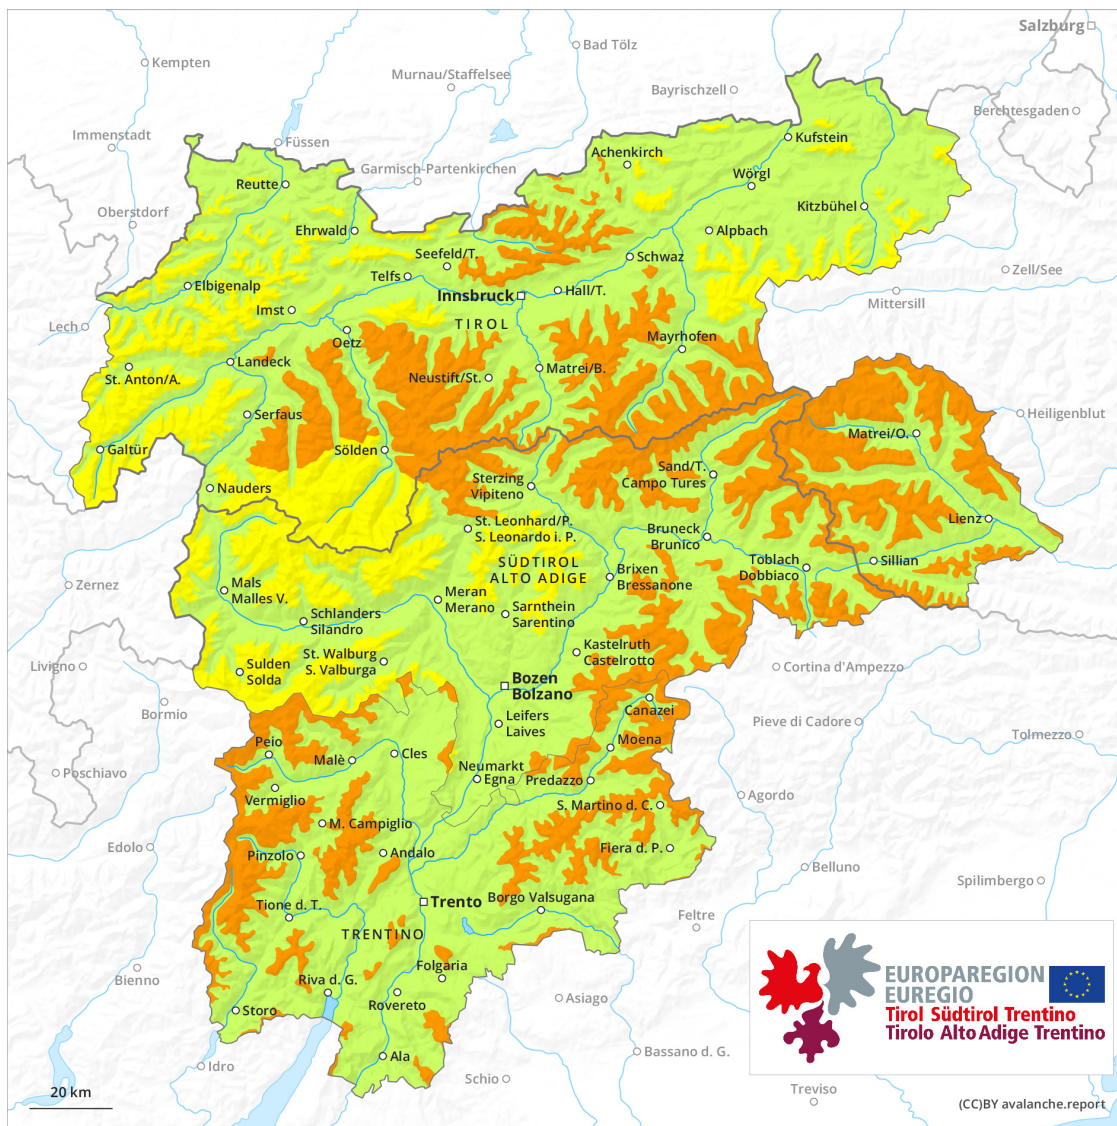 Salzburg
Kempten
Bad Tölz
Murnau/Staffelsee
Bayrischzell
Berchtesgaden
Immenstadt
Füssen
Kufstein
Achenkirch
Garmisch-Partenkirchen
Wörgl
Reutte
Oberstdorf
Kitzbühel
Ehrwald
Alpbach
Seefeld/T.
Schwaz
Zell/See
Telfs
Elbigenalp
Innsbruck
Hall/T.
Mittersill
Imst
Lech
TIROL
Oetz
Mayrhofen
Landeck
Matrei/B.
St. Anton/A.
Neustift/St.
Serfaus
Heiligenblut
Matrei/O.
Galtür
Sölden
Sand/T.
Campo Tures
Sterzing
Vipiteno
Nauders
Lienz
St. Leonhard/P.
S. Leonardo i. P.
Bruneck
Brunico
SÜDTIROL
ALTO ADIGE
Toblach
Dobbiaco
Sillian
Zernez
Mals
Malles V.
Brixen
Bressanone
Meran
Merano
Schlanders
Silandro
Sarnthein
Sarentino
Kastelruth
Castelrotto
St. Walburg
S. Valburga
Livigno
Sulden
Solda
Cortina d'Ampezzo
Bozen
Bolzano
Bormio
Canazei
Leifers
Laives
Pieve di Cadore
Tolmezzo
Peio
Moena
Malè
Cles
Poschiavo
Neumarkt
Egna
Predazzo
Vermiglio
Agordo
S. Martino d. C.
M. Campiglio
Edolo
Pinzolo
Andalo
Fiera d. P.
Belluno
Spilimbergo
Tione d. T.
Trento
Borgo Valsugana
Feltre
TRENTINO
Bienno
Folgaria
Riva d. G.
Rovereto
Asiago
Storo
EUROPAREGION
EUREGIO
Tirol Südtirol Trentino
Tirolo Alto Adige Trentino
Ala
Bassano d. G.
Idro
Schio
20 km
Treviso
(CC)BY avalanche.report